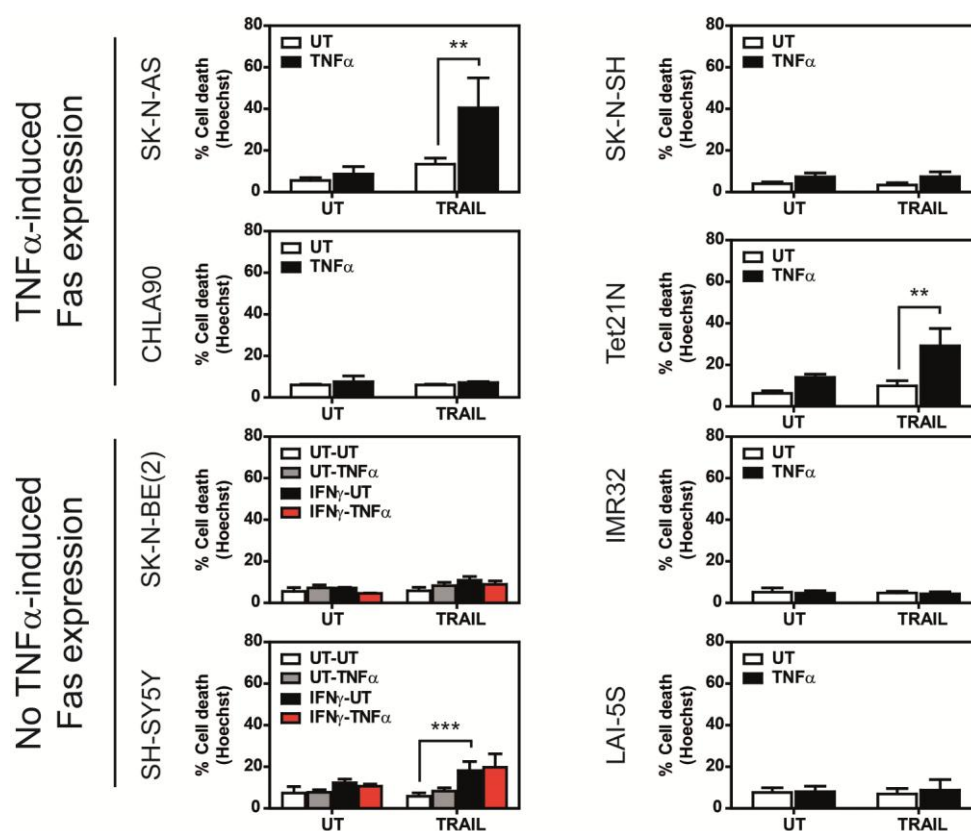 TNFα-induced
Fas expression
SK-N-AS
% Cell death
(Hoechst)
80
60
40
20
0
UT
TNFα
**
UT
TRAIL
SK-N-SH
% Cell death
(Hoechst)
80
60
40
20
0
UT
TNFα
UT
TRAIL
CHLA90
% Cell death
(Hoechst)
80
60
40
20
0
UT
TNFα
UT
TRAIL
Tet21N
% Cell death
(Hoechst)
80
60
40
20
0
UT
TNFα
**
UT
TRAIL
No TNFα-induced
Fas expression
SK-N-BE(2)
% Cell death
(Hoechst)
80
60
40
20
0
UT-UT
UT-TNFα
IFNγ-UT
IFNγ-TNFα
UT
TRAIL
IMR32
% Cell death
(Hoechst)
80
60
40
20
0
UT
TNFα
UT
TRAIL
SH-SY5Y
% Cell death
(Hoechst)
80
60
40
20
0
UT-UT
UT-TNFα
IFNγ-UT
IFNγ-TNFα
***
UT
TRAIL
LAI-5S
% Cell death
(Hoechst)
80
60
40
20
0
UT
TNFα
UT
TRAIL